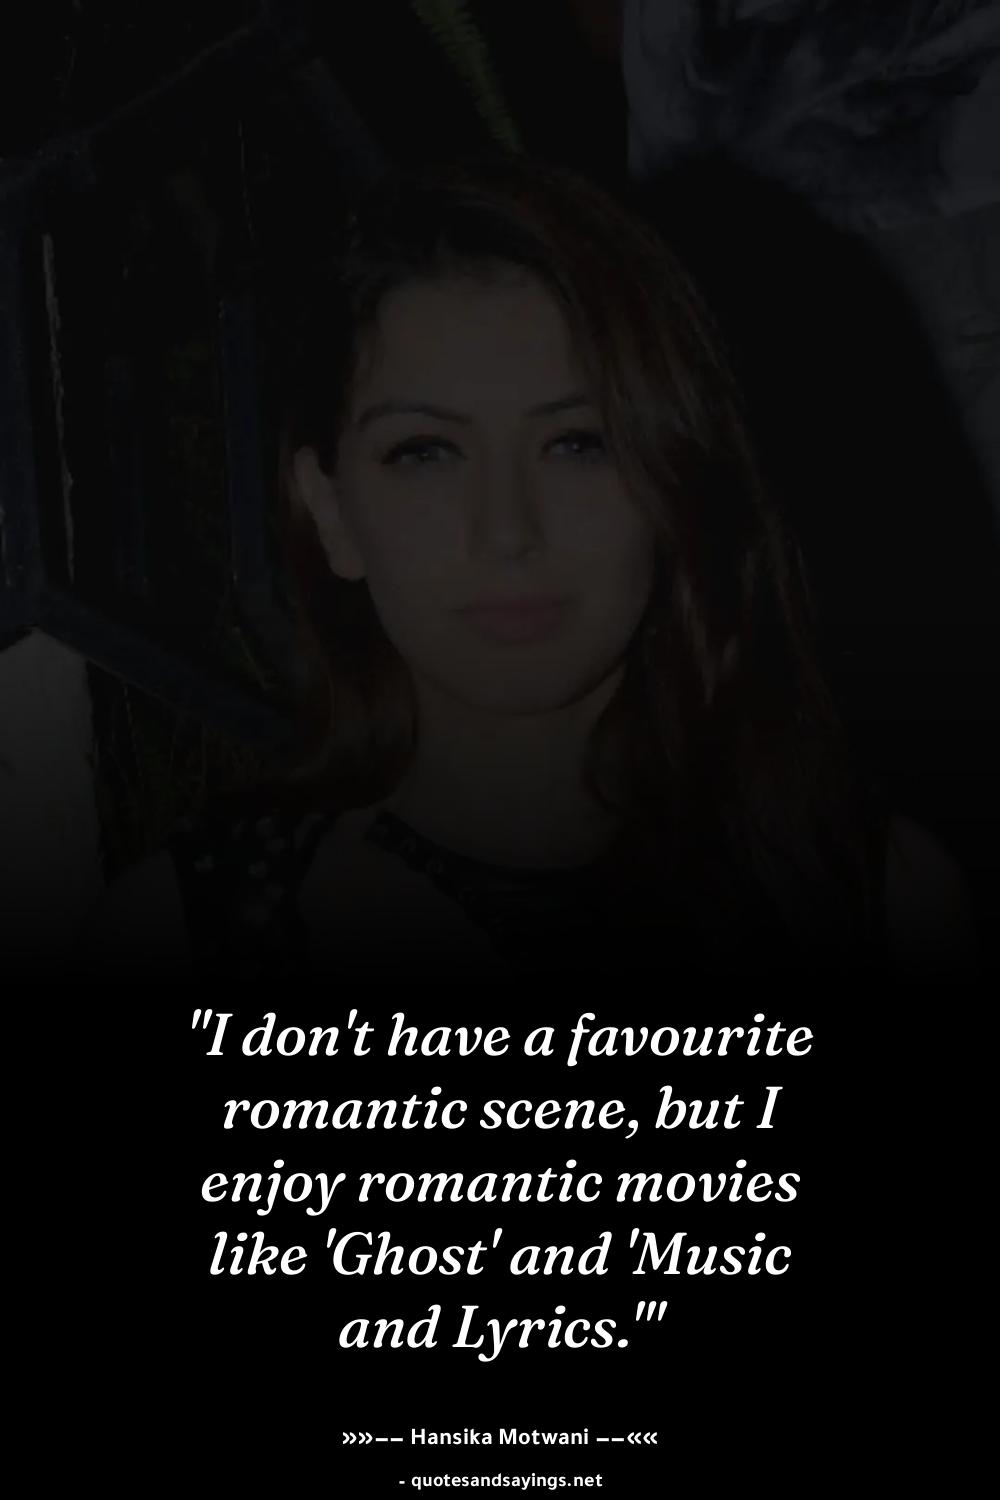 "I don't have a favourite
romantic scene, but I
enjoy romantic movies
like 'Ghost' and 'Music
and Lyrics.'"
»»–– Hansika Motwani ––««
- quotesandsayings.net